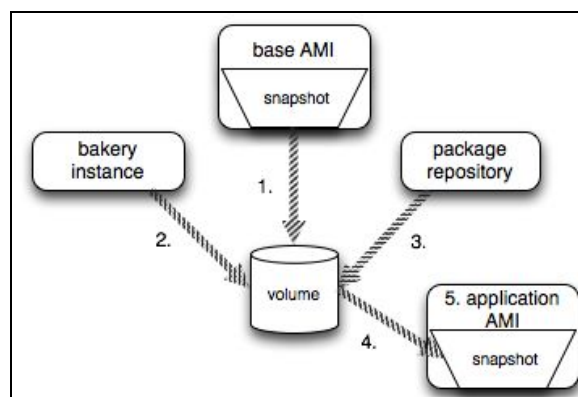 base AMI
snapshot
bakery
instance
package
repository
1.
2.
3.
volume
4.
5. application
AMI
snapshot